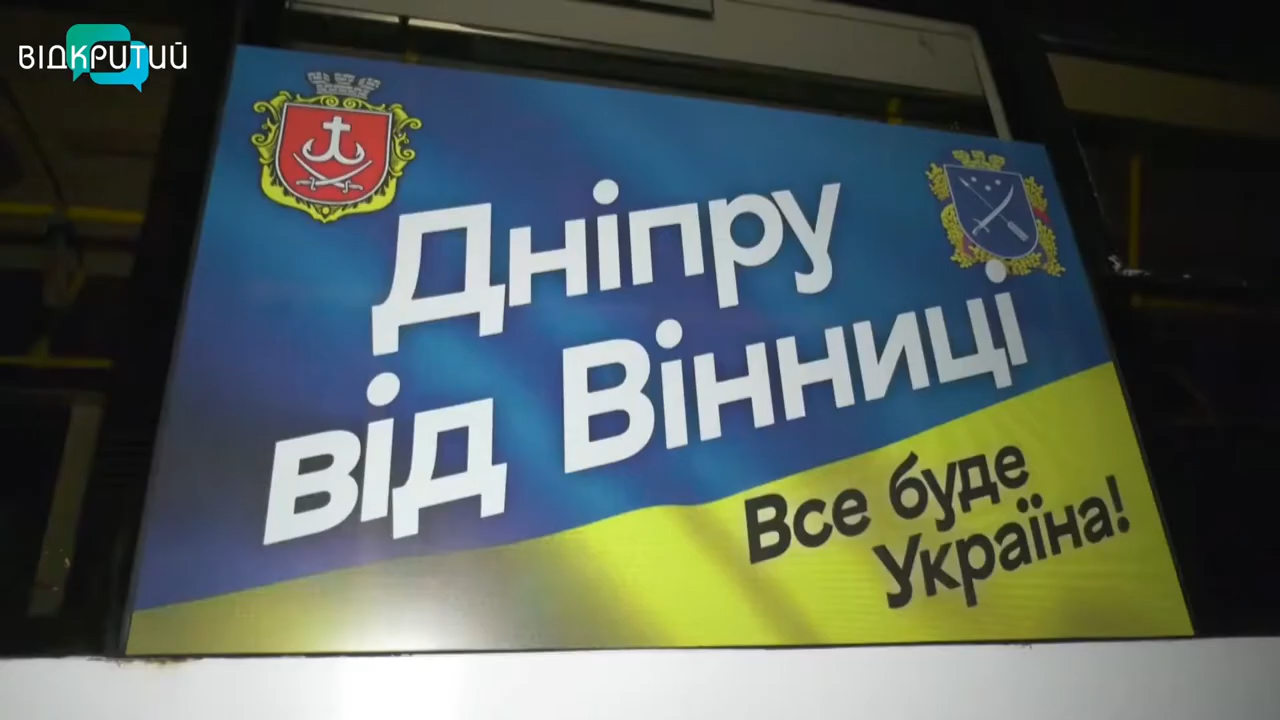 ВІДКРИТИЙ
Дніпру
від Вінниці
Все буде
Україна!